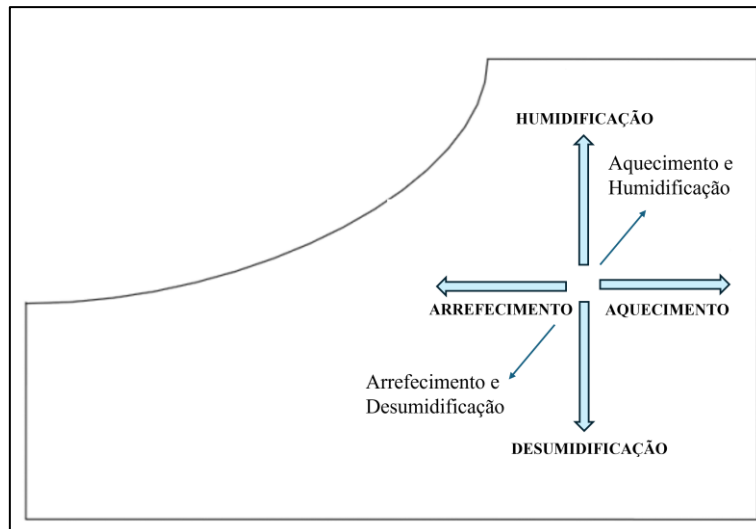 HUMIDIFICAÇÃO
Aquecimento e
Humidificação
ARREFECIMENTO
AQUECIMENTO
Arrefecimento e
Desumidificação
DESUMIDIFICAÇÃO